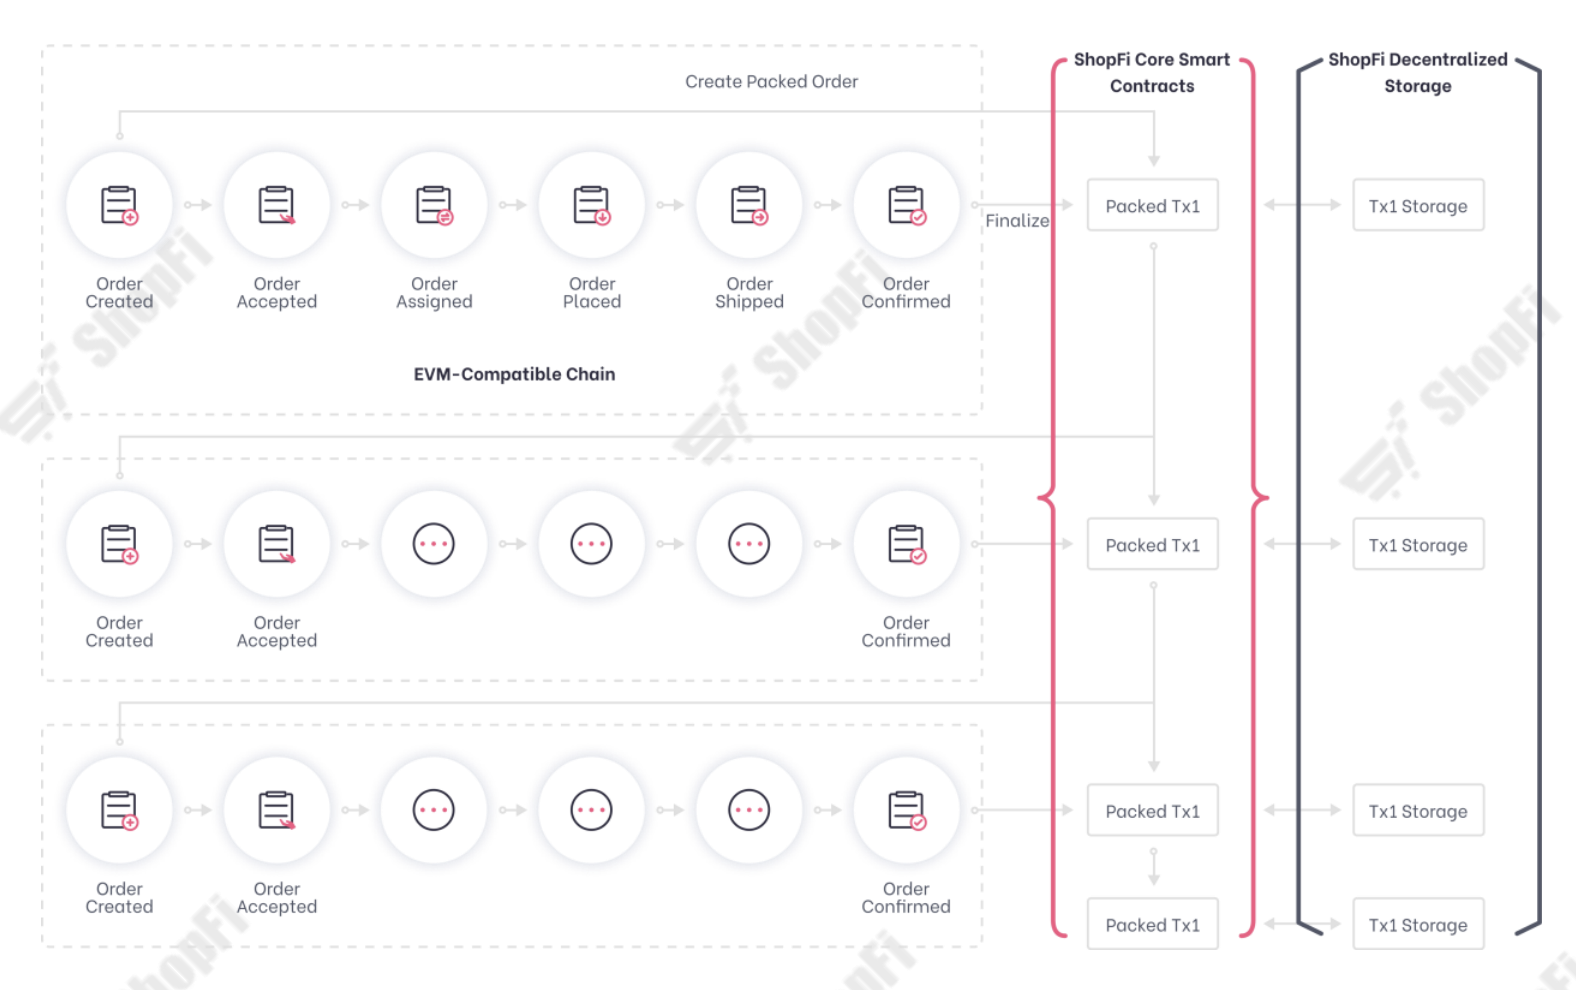 ShopFi Core Smart
Contracts
ShopFi Decentralized
Storage
Create Packed Order
Packed Tx1
Tx1 Storage
Finalize
Order
Created
Order
Accepted
Order
Assigned
Order
Placed
Order
Shipped
Order
Confirmed
EVM-Compatible Chain
Packed Tx1
Tx1 Storage
Order
Created
Order
Accepted
Order
Confirmed
Packed Tx1
Tx1 Storage
Order
Created
Order
Accepted
Order
Confirmed
Packed Tx1
Tx1 Storage
ShopFi
ShopFi
ShopFi